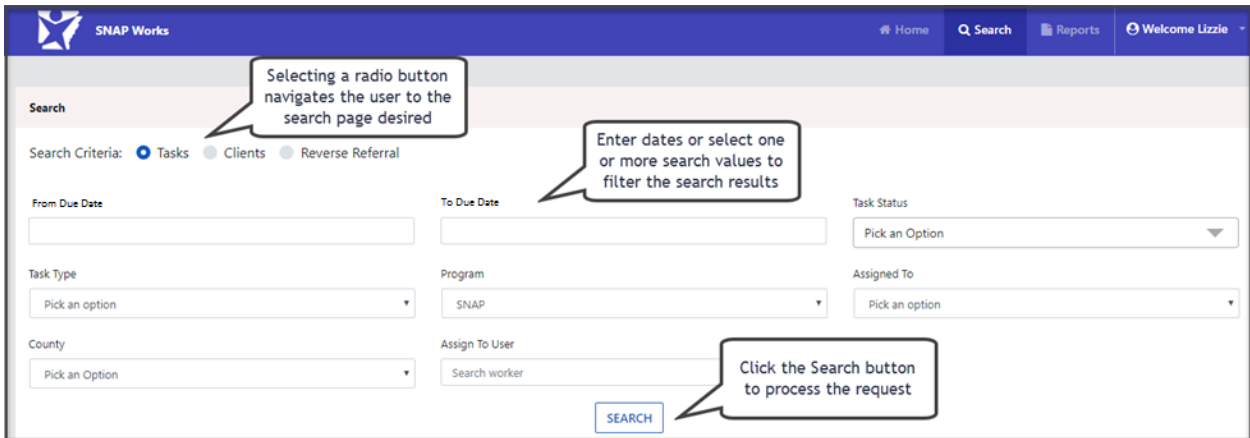 SNAP Works
Home
Search
Reports
Welcome Lizzie
Selecting a radio button
navigates the user to the
search page desired
Search
Search Criteria: Tasks Clients Reverse Referral
Enter dates or select one
or more search values to
filter the search results
From Due Date
To Due Date
Task Status
Pick an Option
Task Type
Program
Assigned To
Pick an option
SNAP
Pick an option
County
Assign To User
Pick an Option
Search worker
Click the Search button
to process the request
SEARCH